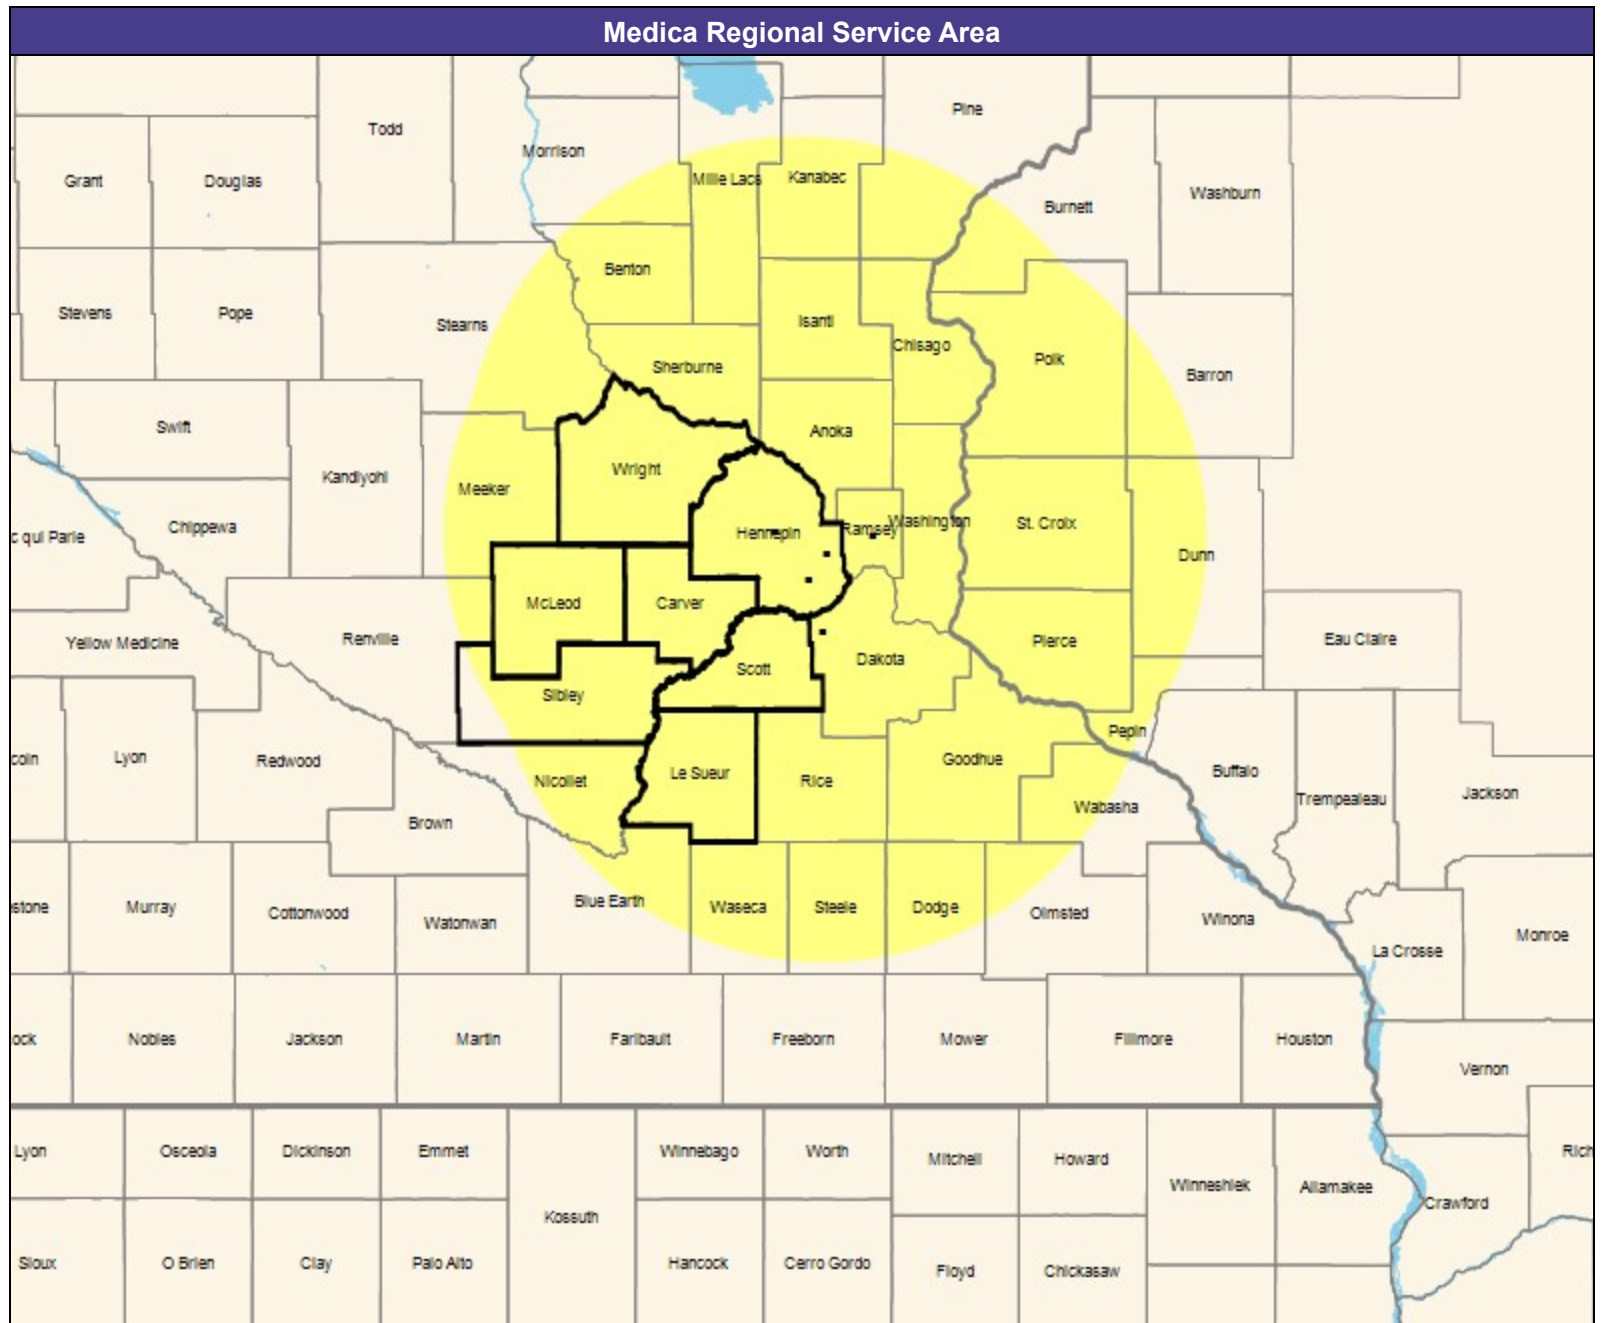 Medica Regional Service Area
Pine
Todd
Morrison
Mille Lacs
Kanabec
Grant
Douglas
Washburn
Burnett
Benton
Stevens
Pope
Isanti
Stearns
Chisago
Polk
Sherburne
Barron
Swift
Anoka
Wright
Kandiyohi
Meeker
Chippewa
Hennepin
Ramsey
Washington
St. Croix
c qui Parle
Dunn
McLeod
Carver
Renville
Yellow Medicine
Pierce
Eau Claire
Scott
Dakota
Sibley
Pepin
coln
Lyon
Redwood
Nicollet
Le Sueur
Rice
Goodhue
Buffalo
Trempealeau
Jackson
Wabasha
Brown
stone
Murray
Cottonwood
Watonwan
Blue Earth
Waseca
Steele
Dodge
Olmsted
Winona
Monroe
La Crosse
ock
Nobles
Jackson
Martin
Faribault
Freeborn
Mower
Fillmore
Houston
Vernon
Lyon
Osceola
Dickinson
Emmet
Winnebago
Worth
Mitchell
Howard
Rich
Winneshiek
Allamakee
Crawford
Kossuth
Sioux
O Brien
Clay
Palo Alto
Hancock
Cerro Gordo
Floyd
Chickasaw